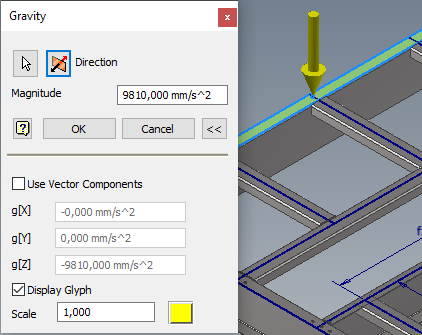 Gravity
Direction
Magnitude 9810,000 mm/s^2
OK Cancel <<
Use Vector Components
g[X] -0,000 mm/s^2
g[Y] 0,000 mm/s^2
g[Z] -9810,000 mm/s^2
Display Glyph
Scale 1,000
f